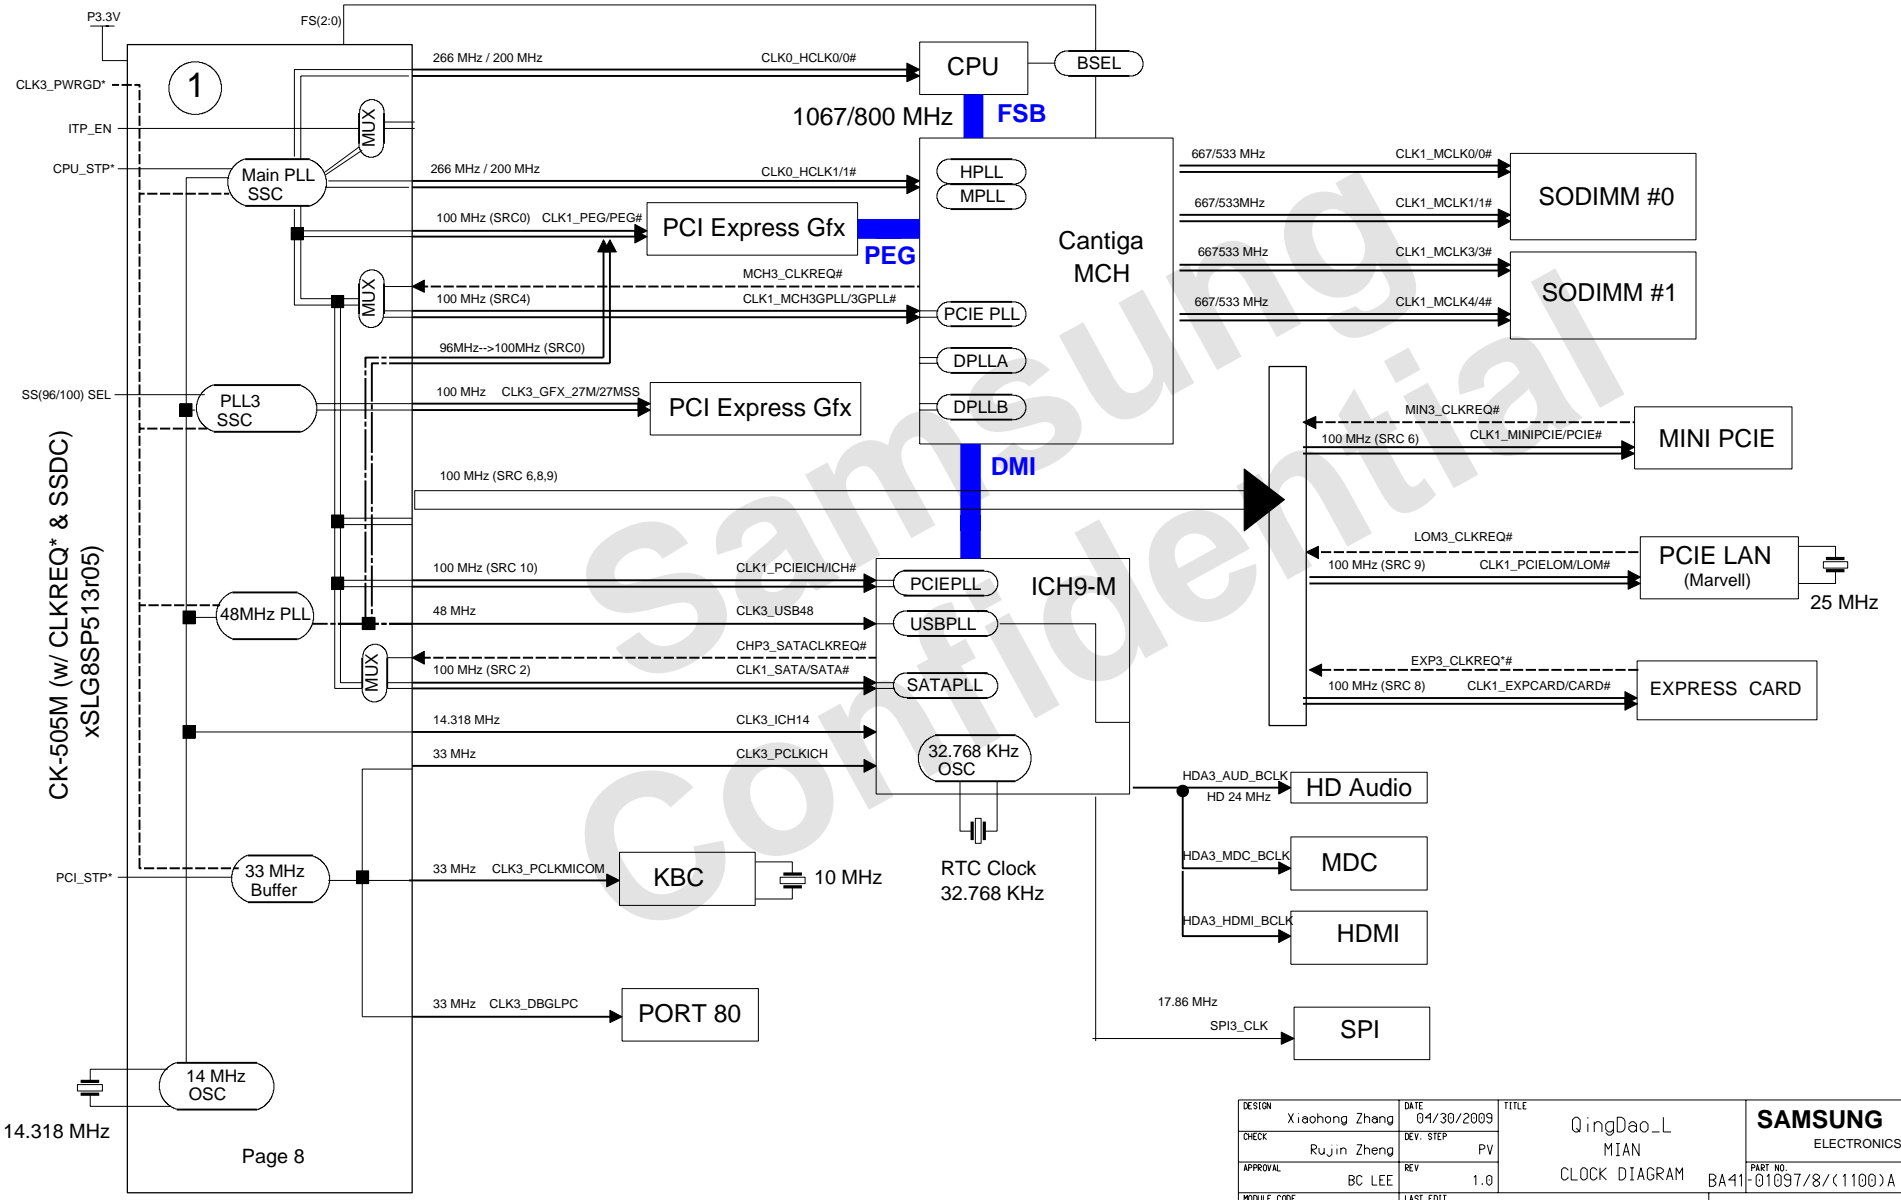 P3.3V
FS(2:0)
CLK3_PWRGD*
ITP_EN
CPU_STP*
SS(96/100) SEL
PCI_STP*
CK-505M (w/ CLKREQ* & SSDC)
xSLG8SP513r05)
1
MUX
Main PLL
SSC
MUX
PLL3
SSC
48MHz PLL
MUX
33 MHz
Buffer
14 MHz
OSC
14.318 MHz
Page 8
266 MHz / 200 MHz CLK0_HCLK0/0#
CPU
BSEL
1067/800 MHz FSB
266 MHz / 200 MHz CLK0_HCLK1/1#
HPLL
MPLL
100 MHz (SRC0) CLK1_PEG/PEG#
PCI Express Gfx
PEG
Cantiga
MCH
MCH3_CLKREQ#
100 MHz (SRC4) CLK1_MCH3GPLL/3GPLL#
PCIE PLL
96MHz-->100MHz (SRC0)
DPLLA
100 MHz CLK3_GFX_27M/27MSS
PCI Express Gfx
DPLLB
DMI
100 MHz (SRC 6,8,9)
100 MHz (SRC 10) CLK1_PCIEICH/ICH#
PCIEPLL
ICH9-M
48 MHz CLK3_USB48
USBPLL
CHP3_SATACLKREQ#
100 MHz (SRC 2) CLK1_SATA/SATA#
SATAPLL
14.318 MHz CLK3_ICH14
33 MHz CLK3_PCLKICH
32.768 KHz
OSC
RTC Clock
32.768 KHz
33 MHz CLK3_PCLKMICOM
KBC
10 MHz
33 MHz CLK3_DBGLPC
PORT 80
667/533 MHz CLK1_MCLK0/0#
667/533MHz CLK1_MCLK1/1#
SODIMM #0
667533 MHz CLK1_MCLK3/3#
667/533 MHz CLK1_MCLK4/4#
SODIMM #1
MIN3_CLKREQ#
100 MHz (SRC 6) CLK1_MINIPCIE/PCIE#
MINI PCIE
LOM3_CLKREQ#
100 MHz (SRC 9) CLK1_PCIELOM/LOM#
PCIE LAN
(Marvell)
25 MHz
EXP3_CLKREQ*#
100 MHz (SRC 8) CLK1_EXPCARD/CARD#
EXPRESS CARD
HDA3_AUD_BCLK
HD 24 MHz
HD Audio
HDA3_MDC_BCLK
MDC
HDA3_HDMI_BCLK
HDMI
17.86 MHz
SPI3_CLK
SPI
Samsung
Confidential
DESIGN Xiaohong Zhang
DATE 04/30/2009
TITLE
QingDao_L
MIAN
CLOCK DIAGRAM
SAMSUNG
ELECTRONICS
CHECK Rujin Zheng
DEV. STEP PV
APPROVAL BC LEE
REV 1.0
PART NO.
BA41-01097/8/(1100)A
MODULE CODE
LAST EDIT